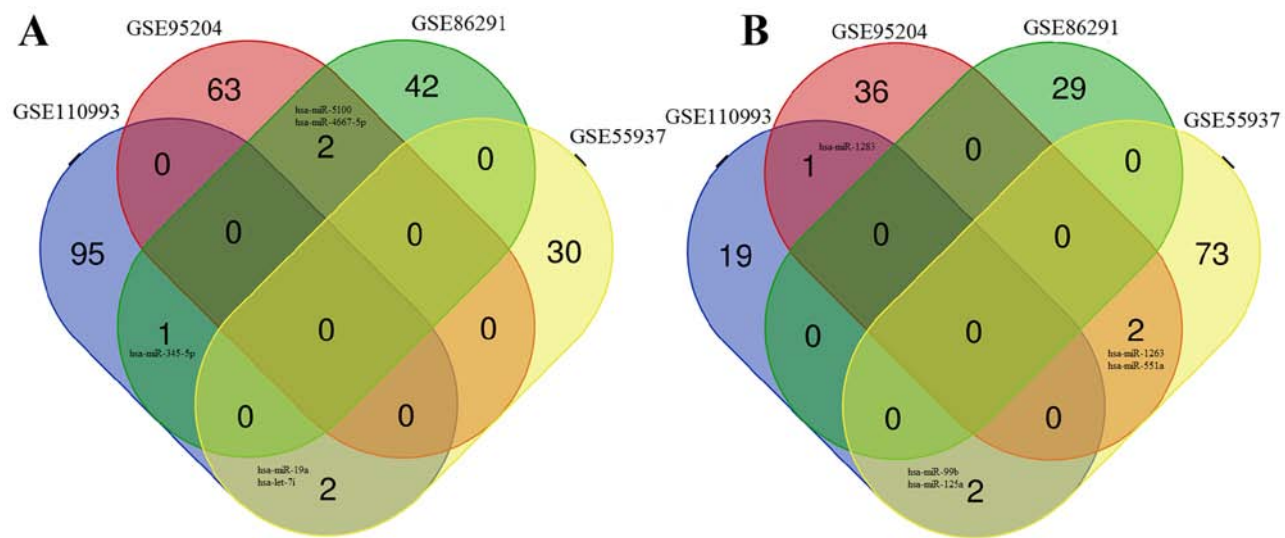 A
GSE95204
GSE86291
GSE110993
GSE55937
63
42
hsa-miR-5100
hsa-miR-4667-5p
2
0
0
95
0
0
30
1
hsa-miR-345-5p
0
0
0
0
hsa-miR-19a
hsa-let-7i
2
B
GSE95204
GSE86291
GSE110993
GSE55937
36
29
hsa-miR-1283
1
0
0
19
0
0
73
0
0
2
hsa-miR-1263
hsa-miR-551a
0
0
hsa-miR-99b
hsa-miR-125a
2